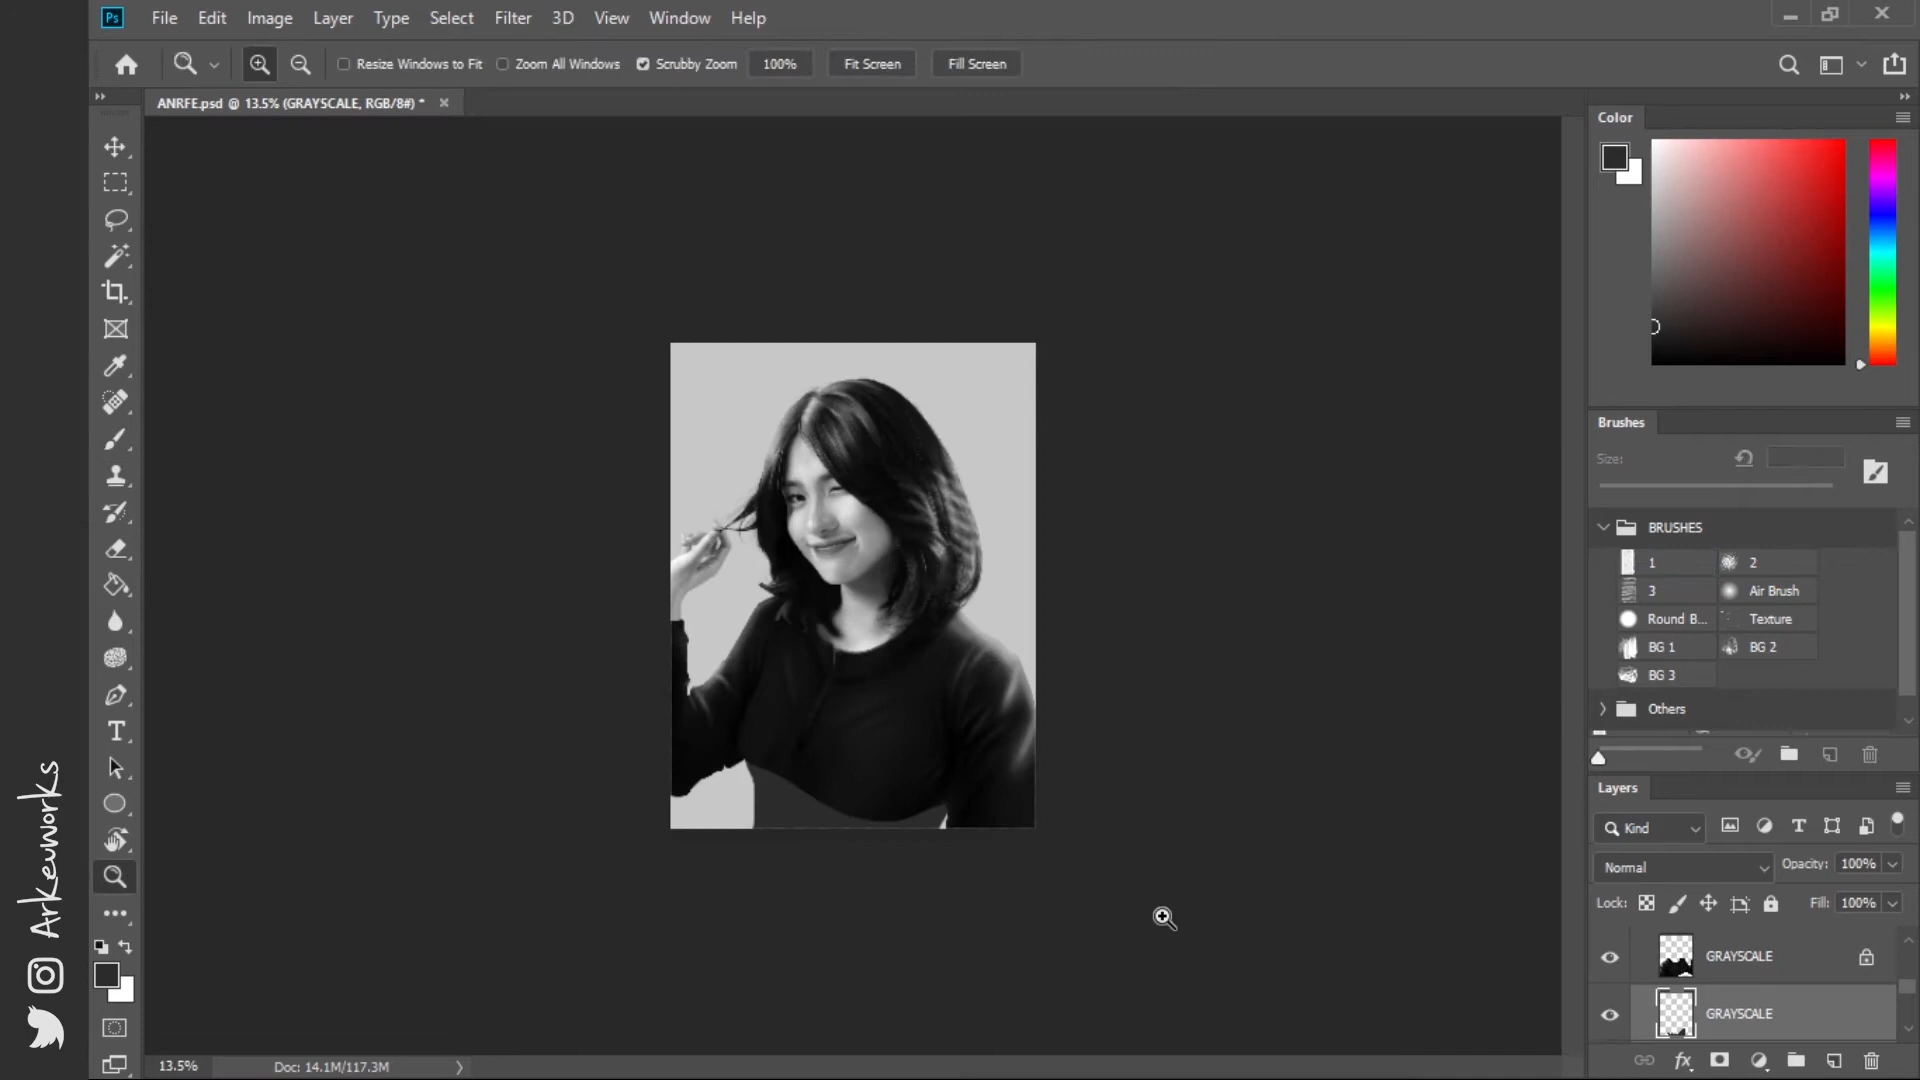 Ps File Edit Image Layer Type Select Filter 3D View Window Help
Resize Windows to Fit Zoom All Windows Scrubby Zoom 100% Fit Screen Fill Screen
ANRFE.psd @ 13.5% (GRAYSCALE, RGB/8#) *
Color
Brushes
Size:
BRUSHES
1 2
3 Air Brush
Round B... Texture
BG 1 BG 2
BG 3
Others
Layers
Kind
Normal Opacity: 100%
Lock: Fill: 100%
GRAYSCALE
GRAYSCALE
13.5% Doc: 14.1M/117.3M
Arkevworks